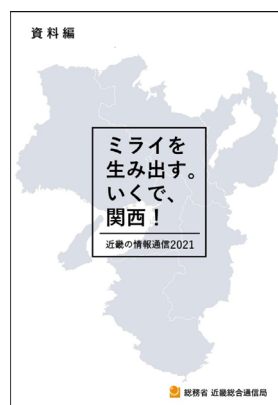 資料編
ミライを
生み出す。
いくで、
関西！
近畿の情報通信2021
総務省 近畿総合通信局